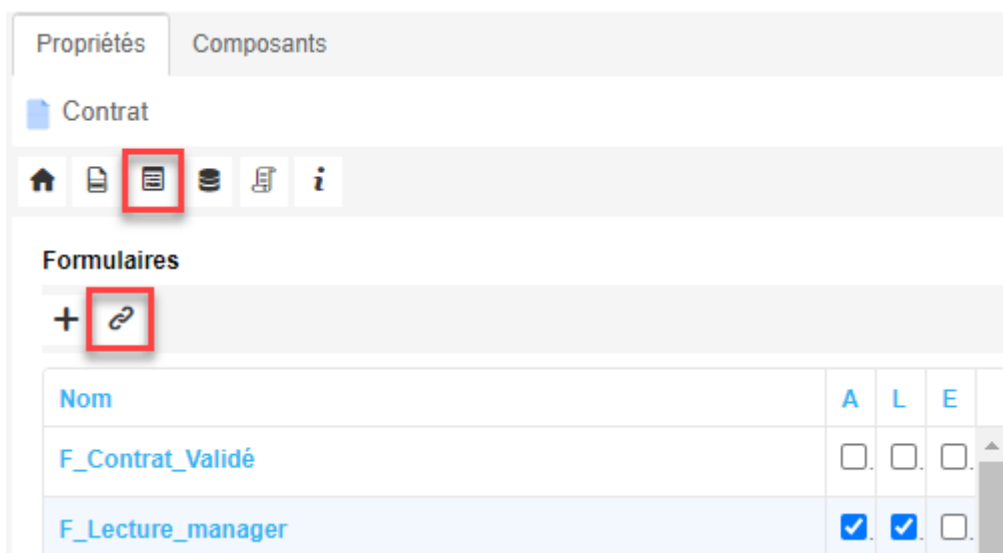 Propriétés Composants
Contrat
Formulaires
Nom A L E
F_Contrat_Validé
F_Lecture_manager